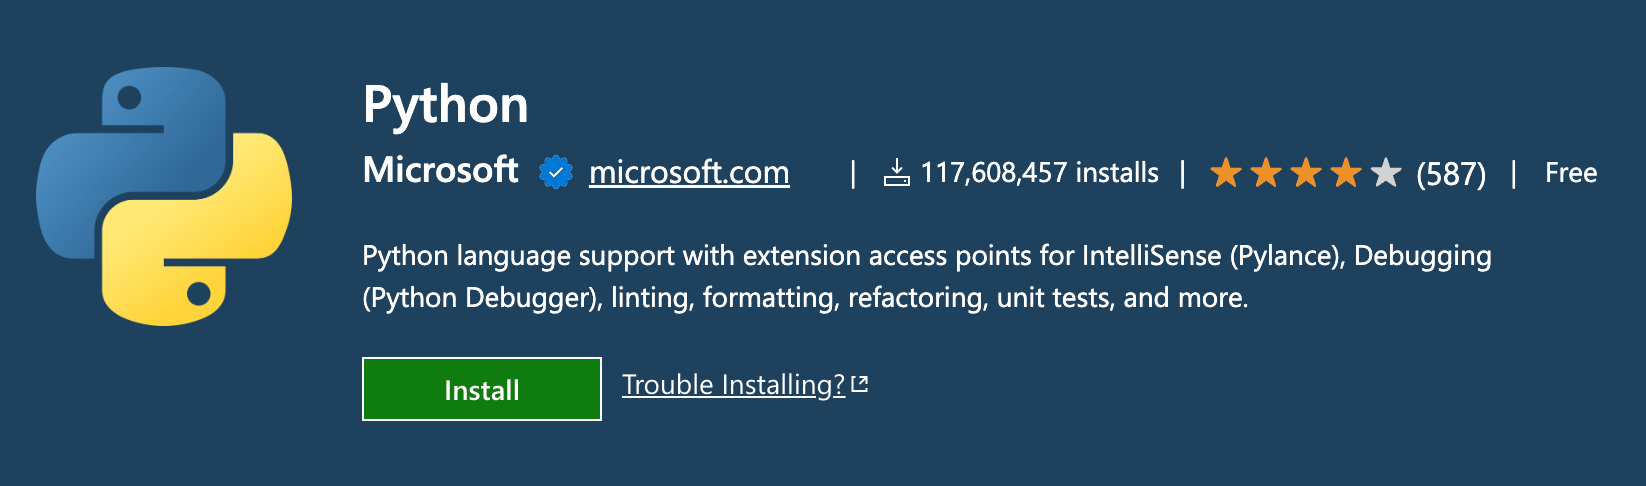 Python
Microsoft microsoft.com | 117,608,457 installs | (587) | Free
Python language support with extension access points for IntelliSense (Pylance), Debugging
(Python Debugger), linting, formatting, refactoring, unit tests, and more.
Install Trouble Installing?